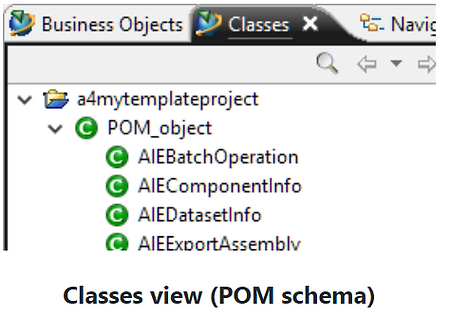 Business Objects Classes Navig
a4mytemplateproject
POM_object
AIEBatchOperation
AIEComponentInfo
AIEDatasetInfo
AIEExportAssembly
Classes view (POM schema)